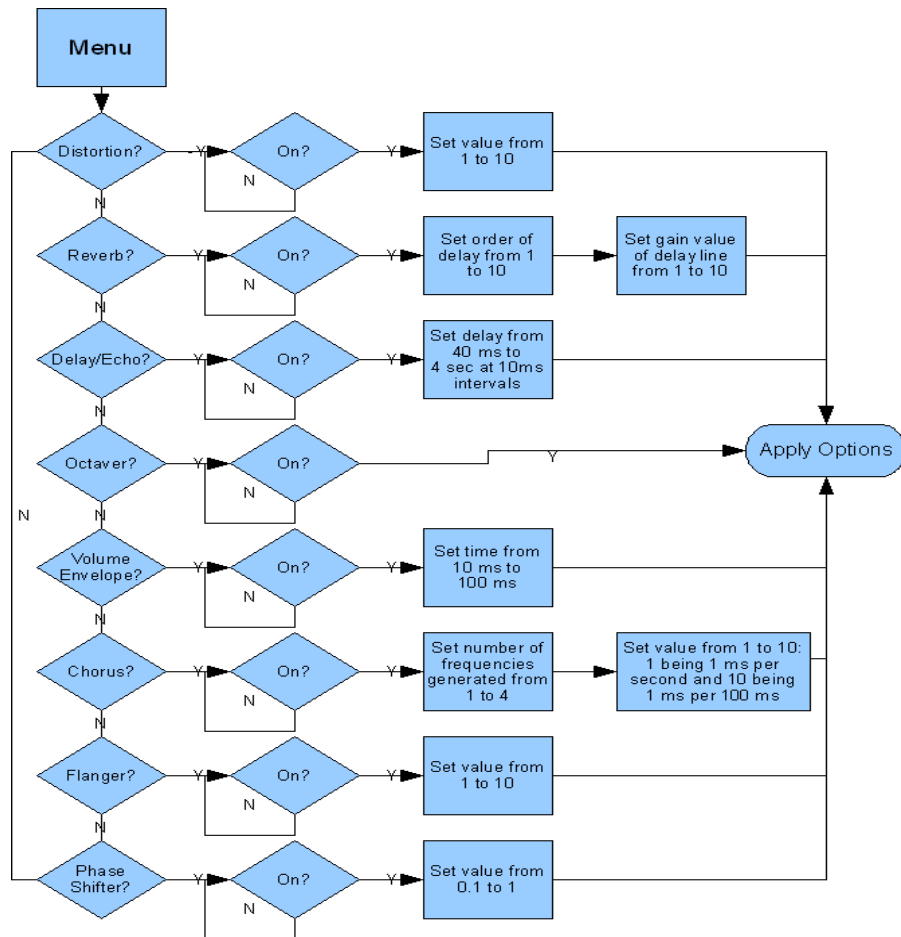 Menu
Distortion?
Y
On?
Y
N
Set value from
1 to 10
N
Reverb?
Y
On?
Y
N
Set order of
delay from 1
to 10
Set gain value
of delay line
from 1 to 10
N
Delay/Echo?
Y
On?
Y
N
Set delay from
40 ms to
4 sec at 10ms
intervals
N
Octaver?
Y
On?
Y
N
Apply Options
N
N
Volume
Envelope?
Y
On?
Y
N
Set time from
10 ms to
100 ms
N
Chorus?
Y
On?
Y
N
Set number of
frequencies
generated from
1 to 4
Set value from 1 to 10:
1 being 1 ms per
second and 10 being
1 ms per 100 ms
N
Flanger?
Y
On?
Y
N
Set value from
1 to 10
N
Phase
Shifter?
Y
On?
Y
N
Set value from
0.1 to 1